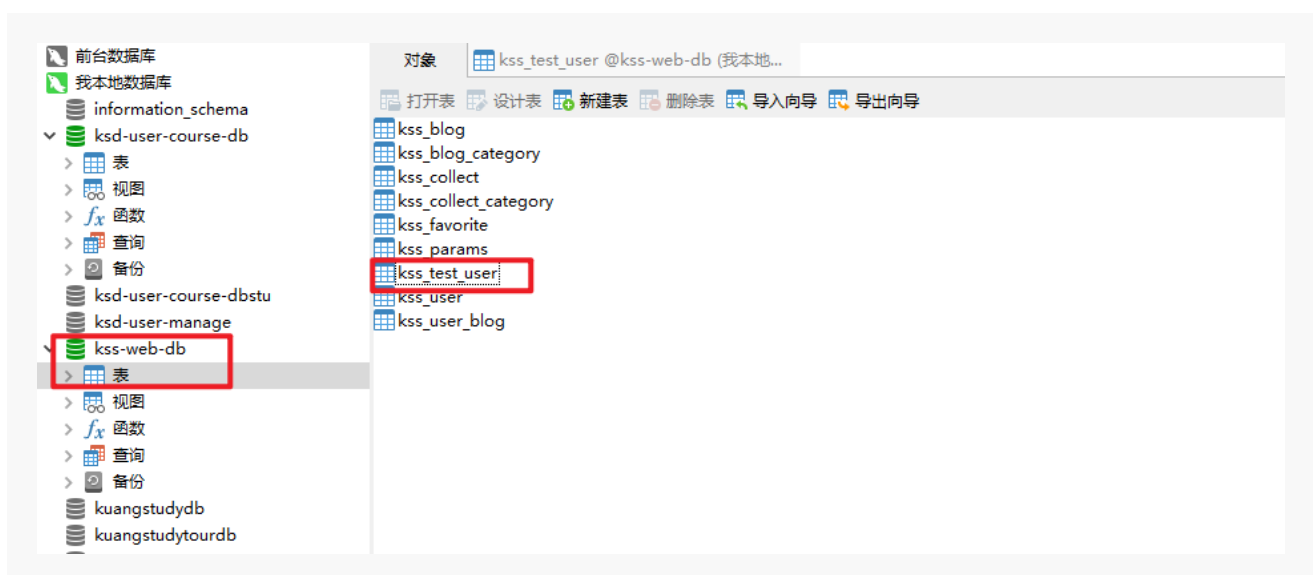 前台数据库
我本地数据库
information_schema
ksd-user-course-db
表
视图
fx 函数
查询
备份
ksd-user-course-dbstu
ksd-user-manage
kss-web-db
表
视图
fx 函数
查询
备份
kuangstudydb
kuangstudytourdb
对象
kss_test_user @kss-web-db (我本地...
打开表 设计表 新建表 删除表 导入向导 导出向导
kss_blog
kss_blog_category
kss_collect
kss_collect_category
kss_favorite
kss_params
kss_test_user
kss_user
kss_user_blog